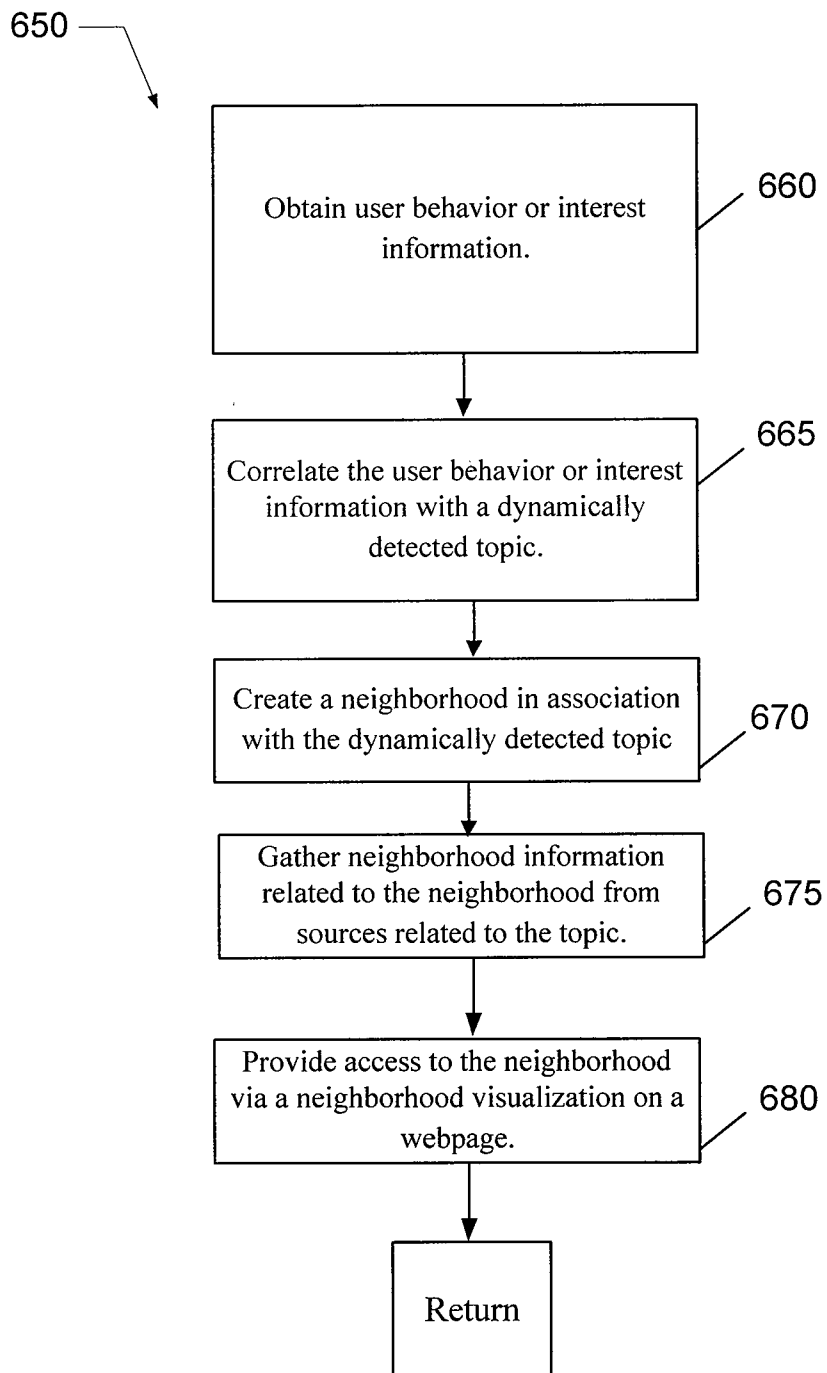 650
660
Obtain user behavior or interest
information.
665
Correlate the user behavior or interest
information with a dynamically
detected topic.
Create a neighborhood in association
with the dynamically detected topic
670
Gather neighborhood information
related to the neighborhood from
sources related to the topic.
675
Provide access to the neighborhood
via a neighborhood visualization on a
webpage.
680
Return